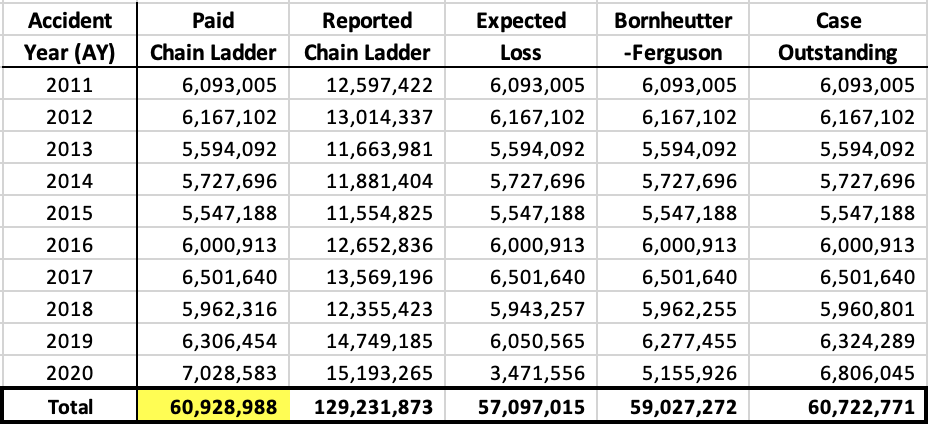 Accident Paid Reported Expected Bornheutter Case
Year (AY) Chain Ladder Chain Ladder Loss -Ferguson Outstanding
2011 6,093,005 12,597,422 6,093,005 6,093,005 6,093,005
2012 6,167,102 13,014,337 6,167,102 6,167,102 6,167,102
2013 5,594,092 11,663,981 5,594,092 5,594,092 5,594,092
2014 5,727,696 11,881,404 5,727,696 5,727,696 5,727,696
2015 5,547,188 11,554,825 5,547,188 5,547,188 5,547,188
2016 6,000,913 12,652,836 6,000,913 6,000,913 6,000,913
2017 6,501,640 13,569,196 6,501,640 6,501,640 6,501,640
2018 5,962,316 12,355,423 5,943,257 5,962,255 5,960,801
2019 6,306,454 14,749,185 6,050,565 6,277,455 6,324,289
2020 7,028,583 15,193,265 3,471,556 5,155,926 6,806,045
Total 60,928,988 129,231,873 57,097,015 59,027,272 60,722,771